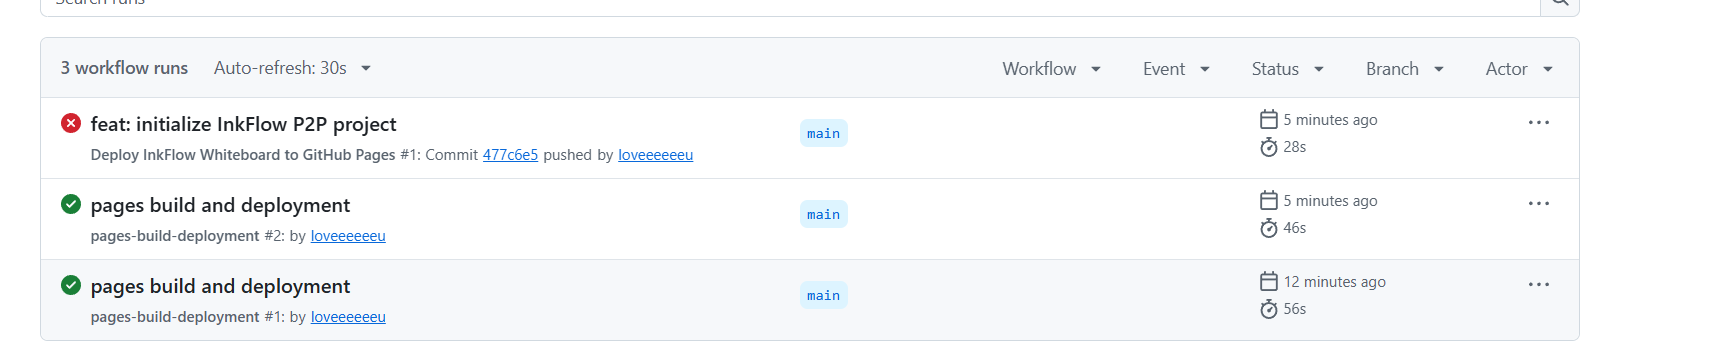 Search runs
3 workflow runs Auto-refresh: 30s Workflow Event Status Branch Actor
feat: initialize InkFlow P2P project
Deploy InkFlow Whiteboard to GitHub Pages #1: Commit 477c6e5 pushed by loveeeeeeu
main
5 minutes ago
28s
pages build and deployment
pages-build-deployment #2: by loveeeeeeu
main
5 minutes ago
46s
pages build and deployment
pages-build-deployment #1: by loveeeeeeu
main
12 minutes ago
56s